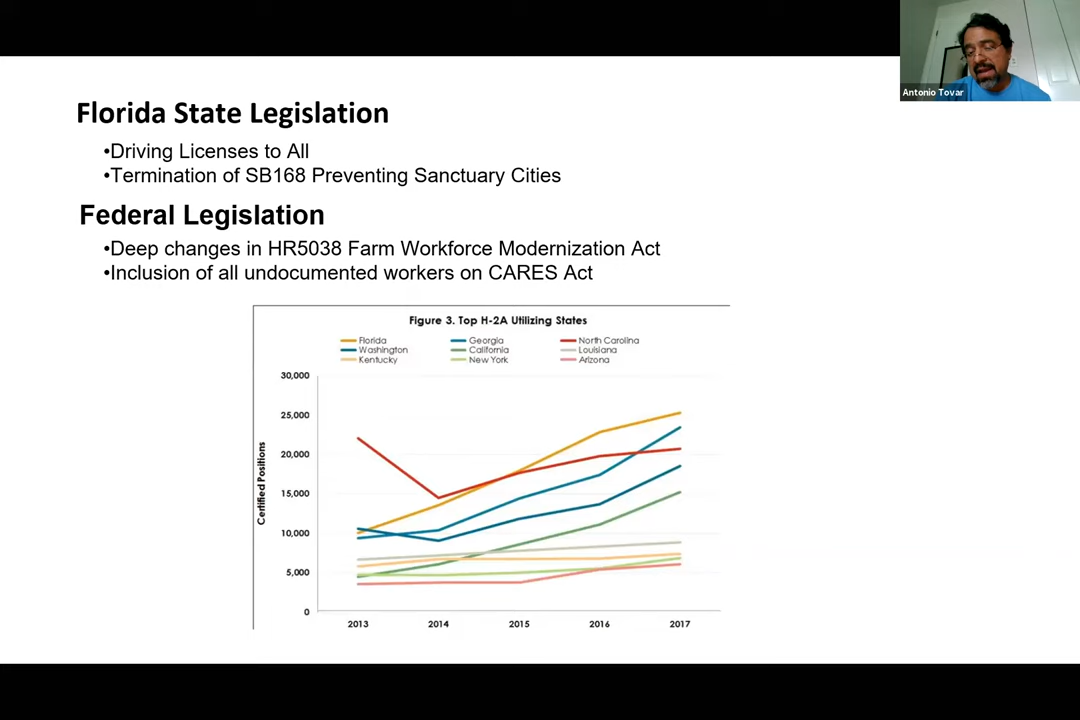 Antonio Tovar
Florida State Legislation
•Driving Licenses to All
•Termination of SB168 Preventing Sanctuary Cities
Federal Legislation
•Deep changes in HR5038 Farm Workforce Modernization Act
•Inclusion of all undocumented workers on CARES Act
Figure 3. Top H-2A Utilizing States
Florida Georgia North Carolina
Washington California Louisiana
Kentucky New York Arizona
Certified Positions
30,000
25,000
20,000
15,000
10,000
5,000
0
2013 2014 2015 2016 2017